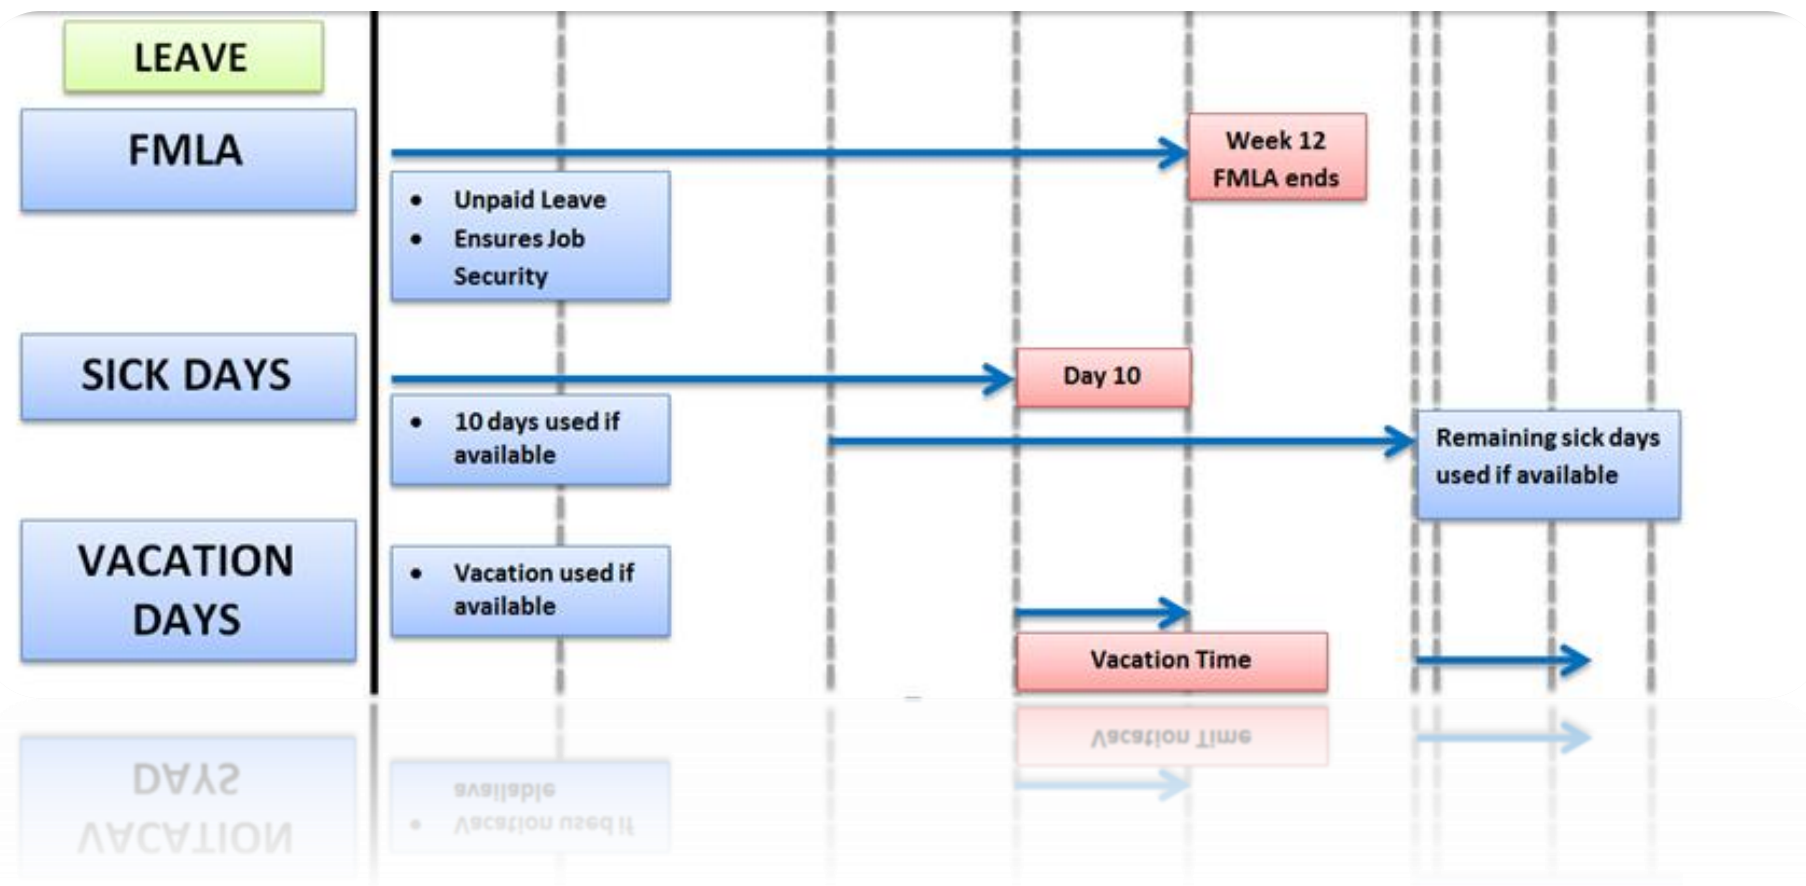 LEAVE
FMLA
Week 12
FMLA ends
• Unpaid Leave
• Ensures Job
Security
SICK DAYS
Day 10
• 10 days used if
available
Remaining sick days
used if available
VACATION
DAYS
• Vacation used if
available
Vacation Time